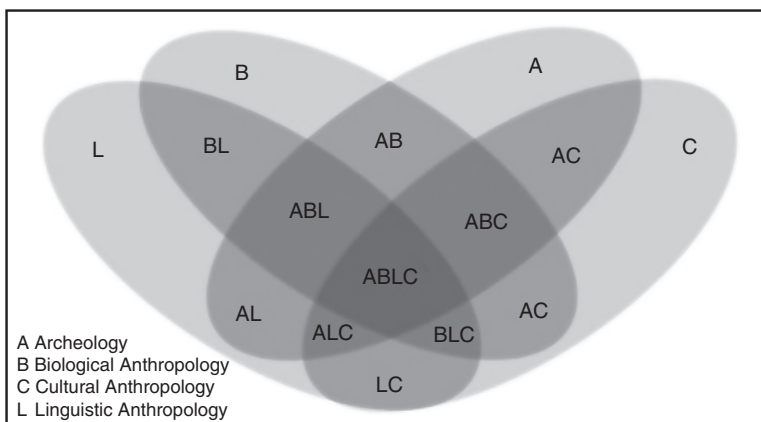 B
A
L
BL
AB
AC
C
ABL
ABC
ABLC
AL
ALC
BLC
AC
LC
A Archeology
B Biological Anthropology
C Cultural Anthropology
L Linguistic Anthropology